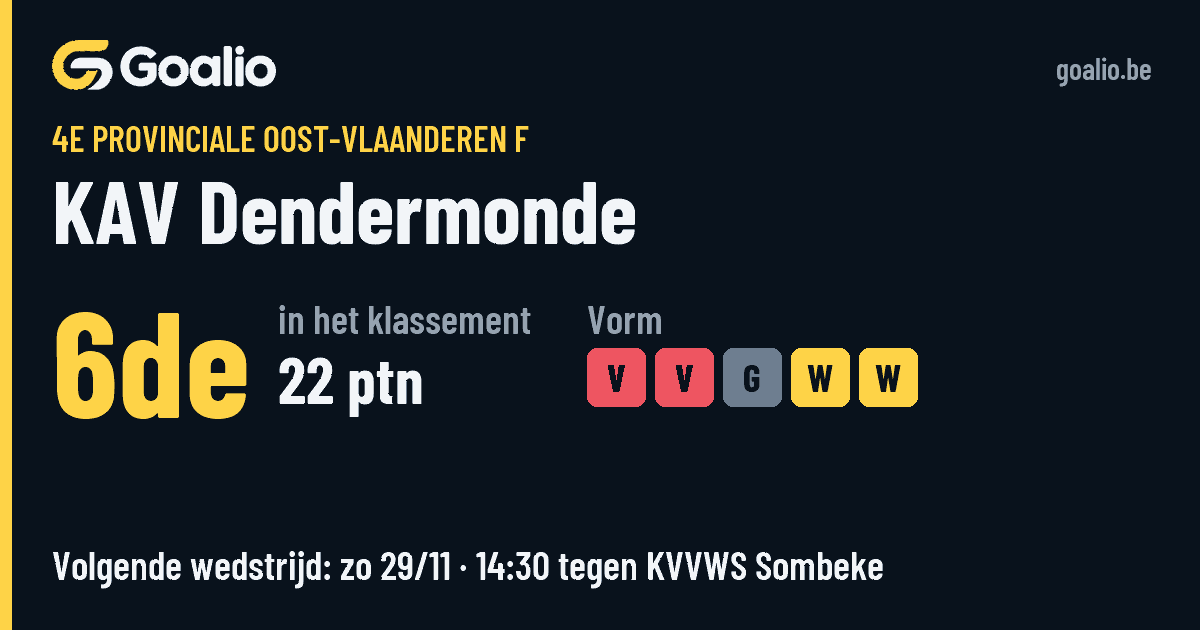 Goalio
goalio.be
4E PROVINCIALE OOST-VLAANDEREN F
KAV Dendermonde
6de
in het klassement
22 ptn
Vorm
V V G W W
Volgende wedstrijd: zo 29/11 · 14:30 tegen KVVWS Sombeke